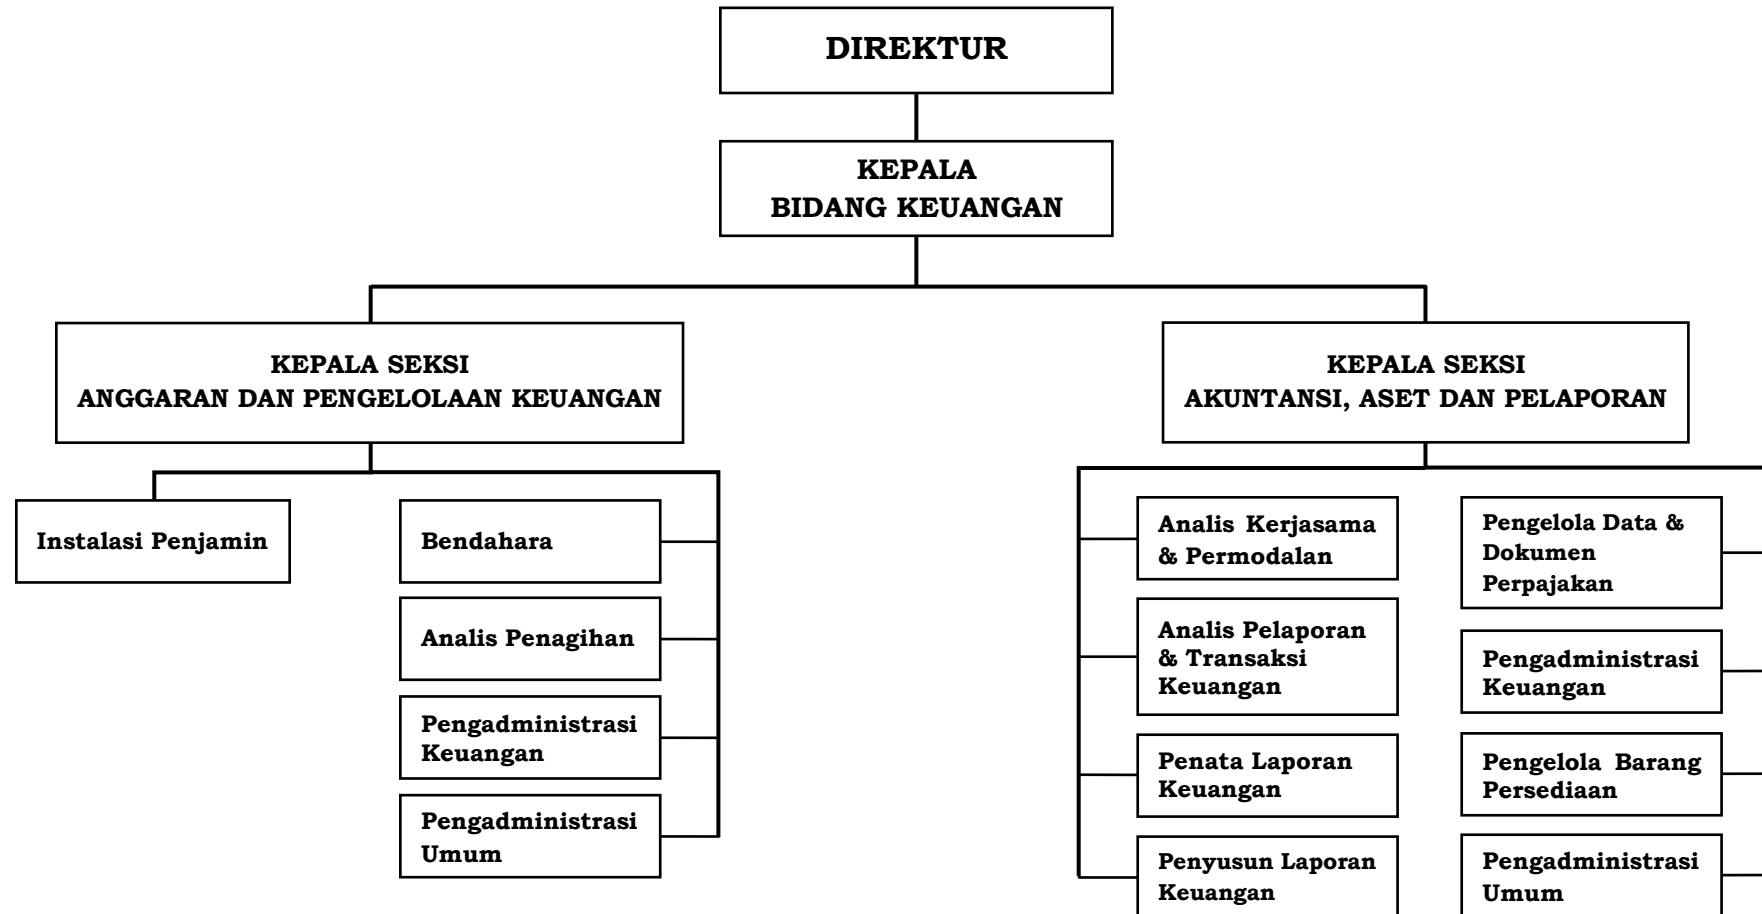 DIREKTUR
KEPALA
BIDANG KEUANGAN
KEPALA SEKSI
ANGGARAN DAN PENGELOLAAN KEUANGAN
KEPALA SEKSI
AKUNTANSI, ASET DAN PELAPORAN
Instalasi Penjamin
Bendahara
Analis Penagihan
Pengadministrasi
Keuangan
Pengadministrasi
Umum
Analis Kerjasama
& Permodalan
Analis Pelaporan
& Transaksi
Keuangan
Penata Laporan
Keuangan
Penyusun Laporan
Keuangan
Pengelola Data &
Dokumen
Perpajakan
Pengadministrasi
Keuangan
Pengelola Barang
Persediaan
Pengadministrasi
Umum